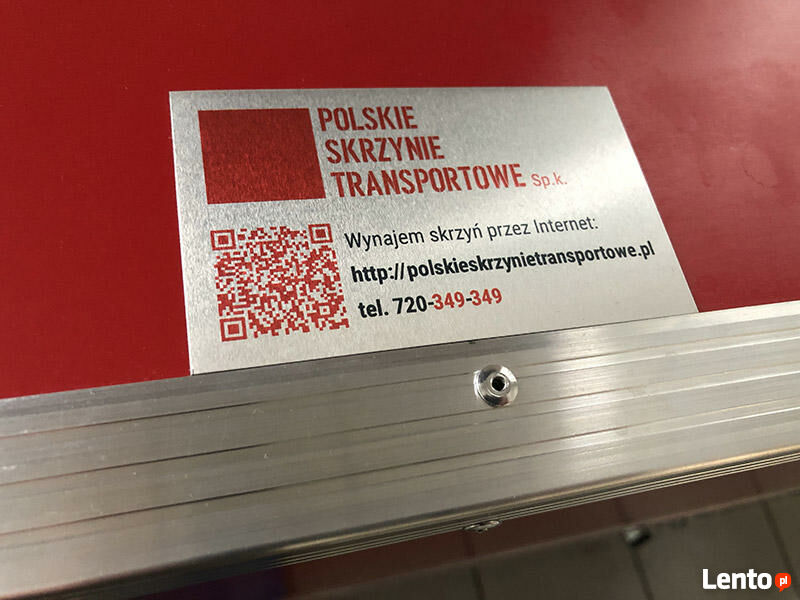 POLSKIE
SKRZYNIE
TRANSPORTOWE Sp.k.
Wynajem skrzyń przez Internet:
http://polskieskrzynietransportowe.pl
tel. 720-349-349
Lento.pl